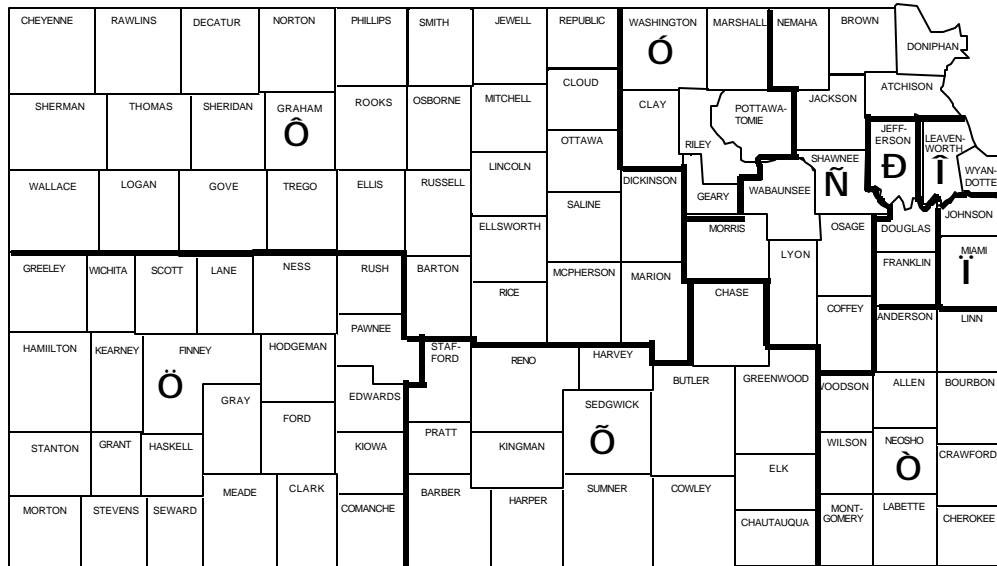 CHEYENNE RAWLINS DECATUR NORTON PHILLIPS SMITH JEWELL REPUBLIC WASHINGTON MARSHALL NEMAHA BROWN
DONIPHAN
Ó
CLOUD
ATCHISON
SHERMAN THOMAS SHERIDAN GRAHAM ROOKS OSBORNE MITCHELL CLAY POTTAWA-
TOMIE
JACKSON
Ô
JEFF-
ERSON
LEAVEN-
WORTH
OTTAWA
RILEY
LINCOLN
SHAWNEE
Ñ
Ð
Î
WYAN-
DOTTE
WALLACE LOGAN GOVE TREGO ELLIS RUSSELL DICKINSON WABAUNSEE
GEARY
SALINE
JOHNSON
ELLSWORTH
MORRIS
OSAGE
DOUGLAS
GREELEY WICHITA SCOTT LANE NESS RUSH BARTON MCPHERSON MARION LYON FRANKLIN MIAMI
Ï
RICE
CHASE
COFFEY
ANDERSON
LINN
PAWNEE
HAMIILTON KEARNEY FINNEY HODGEMAN STAF-
FORD
RENO HARVEY
Ö
BUTLER GREENWOOD WOODSON ALLEN BOURBON
GRAY
EDWARDS
SEDGWICK
Õ
FORD
STANTON GRANT HASKELL KIOWA PRATT KINGMAN WILSON NEOSHO
Ò
CRAWFORD
ELK
MEADE CLARK BARBER HARPER SUMNER COWLEY
MORTON STEVENS SEWARD COMANCHE CHAUTAUQUA MONT-
GOMERY
LABETTE CHEROKEE